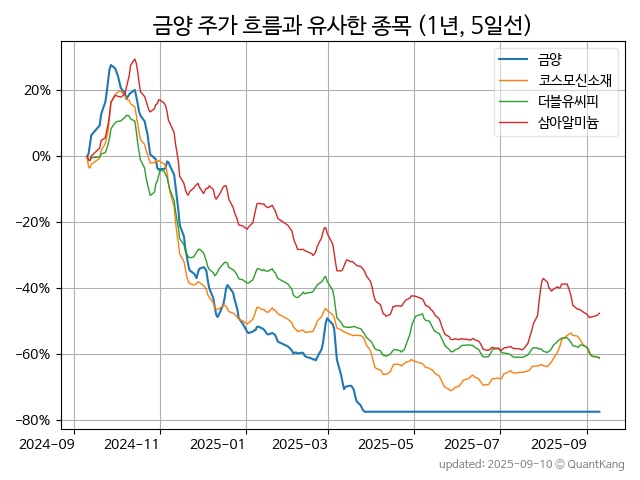 금양 주가 흐름과 유사한 종목 (1년, 5일선)
금양
코스모신소재
더블유씨피
삼아알미늄
20%
0%
−20%
−40%
−60%
−80%
2024-09 2024-11 2025-01 2025-03 2025-05 2025-07 2025-09
updated: 2025-09-10 © QuantKang